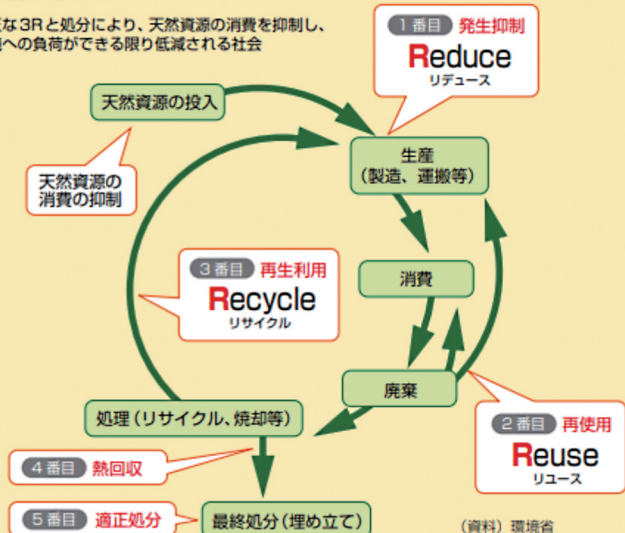 な3Rと処分により、天然資源の消費を抑制し、
への負荷ができる限り低減される社会
1番目 発生抑制
Reduce
リデュース
天然資源の投入
生産
（製造、運搬等）
天然資源の
消費の抑制
3番目 再生利用
Recycle
リサイクル
消費
廃棄
処理（リサイクル、焼却等）
2番目 再使用
Reuse
リユース
4番目 熱回収
5番目 適正処分
最終処分（埋め立て）
（資料）環境省